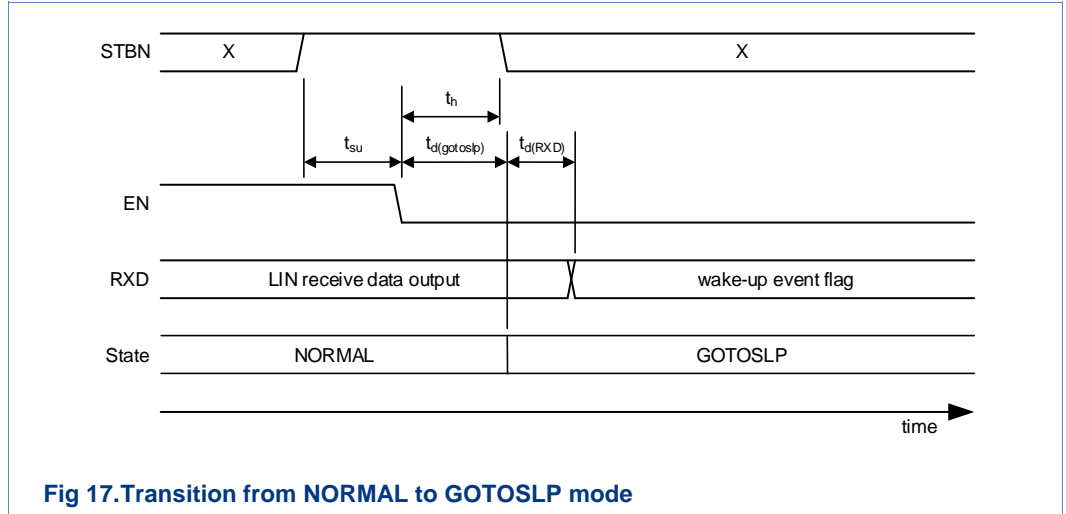 STBN X X
th
tsu td(gotoslp) td(RXD)
EN
RXD LIN receive data output wake-up event flag
State NORMAL GOTOSLP
time
Fig 17.Transition from NORMAL to GOTOSLP mode